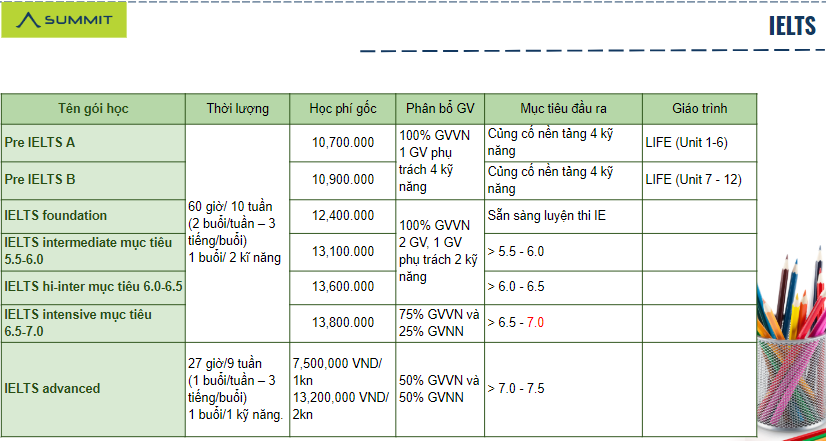 SUMMIT
IELTS
Tên gói học
Thời lượng
Học phí gốc
Phân bổ GV
Mục tiêu đầu ra
Giáo trình
Pre IELTS A
60 giờ/ 10 tuần
(2 buổi/tuần – 3
tiếng/buổi)
1 buổi/ 2 kĩ năng
10,700.000
100% GVVN
1 GV phụ
trách 4 kỹ
năng
Củng cố nền tảng 4 kỹ
năng
LIFE (Unit 1-6)
Pre IELTS B
10,900.000
Củng cố nền tảng 4 kỹ
năng
LIFE (Unit 7 - 12)
IELTS foundation
12,400.000
100% GVVN
2 GV, 1 GV
phụ trách 2 kỹ
năng
Sẵn sàng luyện thi IE
IELTS intermediate mục tiêu
5.5-6.0
13,100.000
> 5.5 - 6.0
IELTS hi-inter mục tiêu 6.0-6.5
13,600.000
> 6.0 - 6.5
IELTS intensive mục tiêu
6.5-7.0
13,800.000
75% GVVN và
25% GVNN
> 6.5 - 7.0
IELTS advanced
27 giờ/9 tuần
(1 buổi/tuần – 3
tiếng/buổi)
1 buổi/1 kỹ năng.
7,500,000 VND/
1kn
13,200,000 VND/
2kn
50% GVVN và
50% GVNN
> 7.0 - 7.5